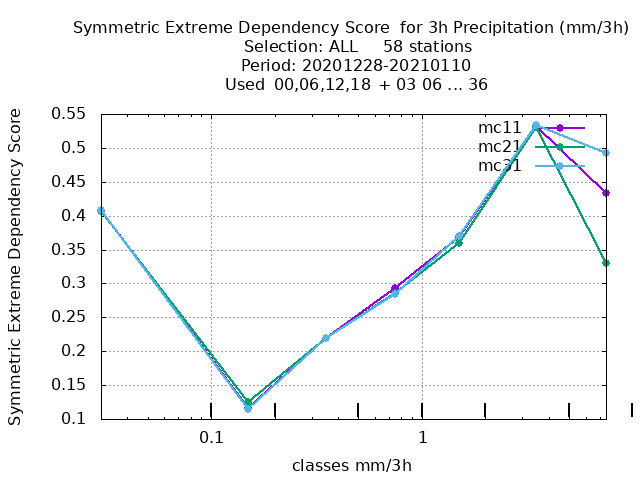 Symmetric Extreme Dependency Score  for 3h Precipitation (mm/3h)
Selection: ALL     58 stations
Period: 20201228-20210110
Used  00,06,12,18  + 03 06 ... 36
Symmetric Extreme Dependency Score
0.55
0.5
0.45
0.4
0.35
0.3
0.25
0.2
0.15
0.1
mc11
mc21
mc31
0.1
1
classes mm/3h